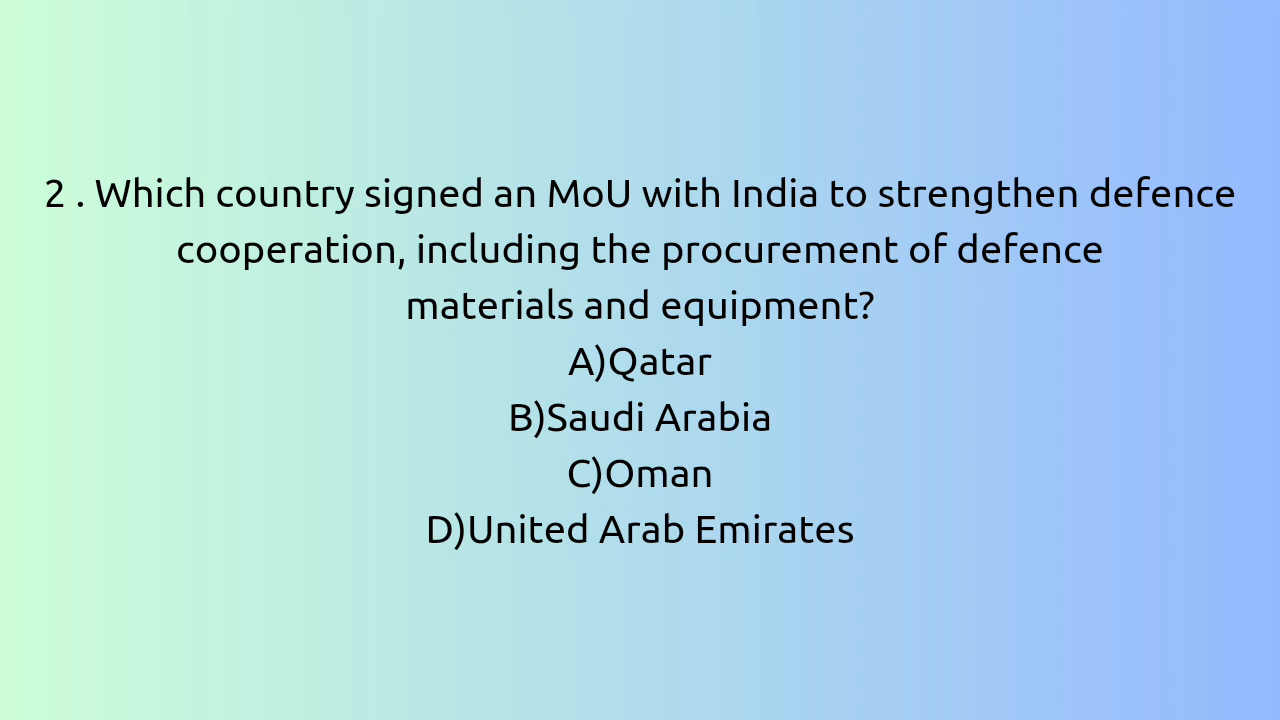 2 . Which country signed an MoU with India to strengthen defence
cooperation, including the procurement of defence
materials and equipment?
A)Qatar
B)Saudi Arabia
C)Oman
D)United Arab Emirates